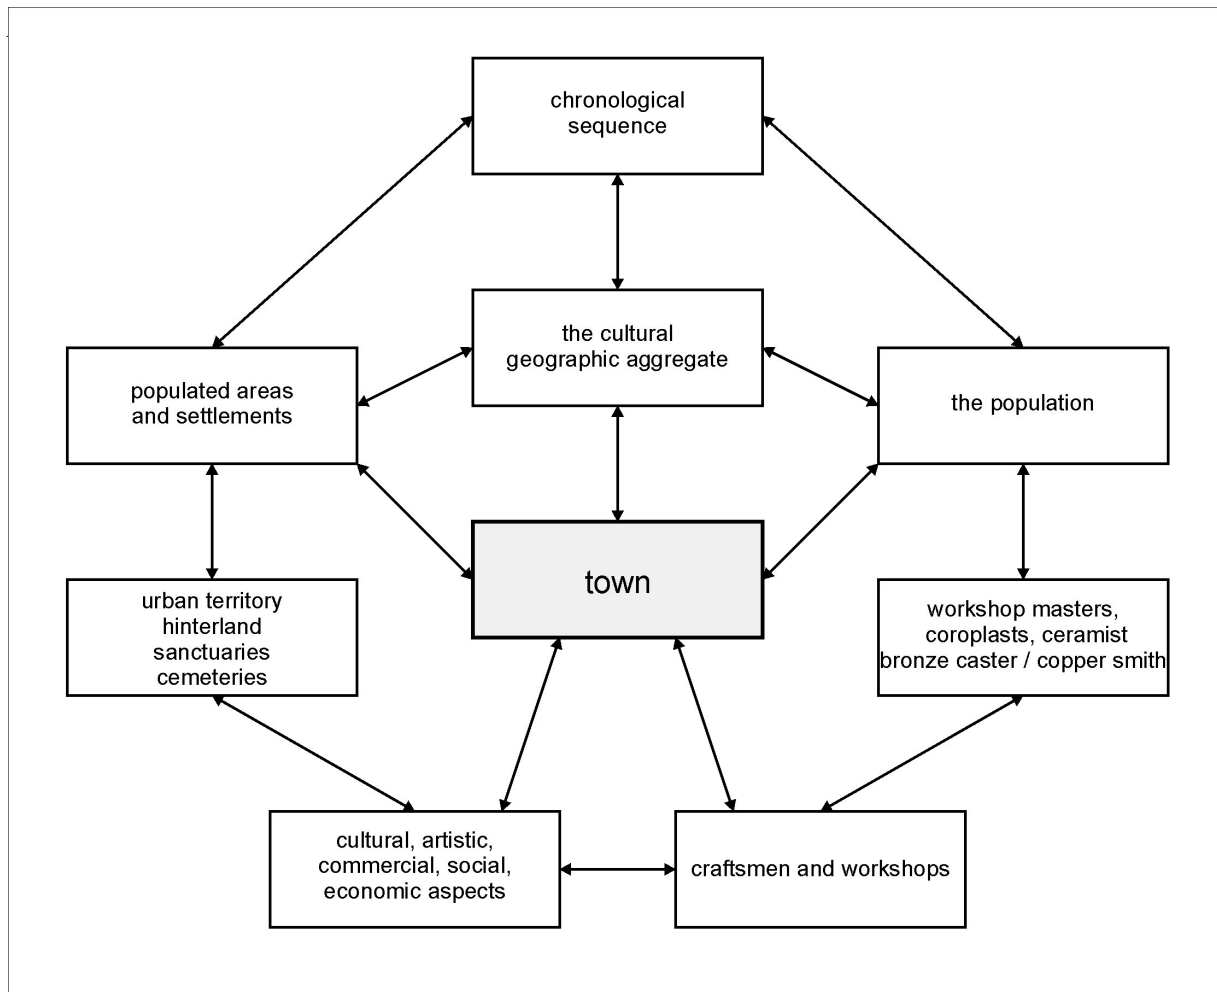 chronological
sequence
the cultural
geographic aggregate
populated areas
and settlements
the population
town
urban territory
hinterland
sanctuaries
cemeteries
workshop masters,
coroplasts, ceramist
bronze caster / copper smith
cultural, artistic,
commercial, social,
economic aspects
craftsmen and workshops